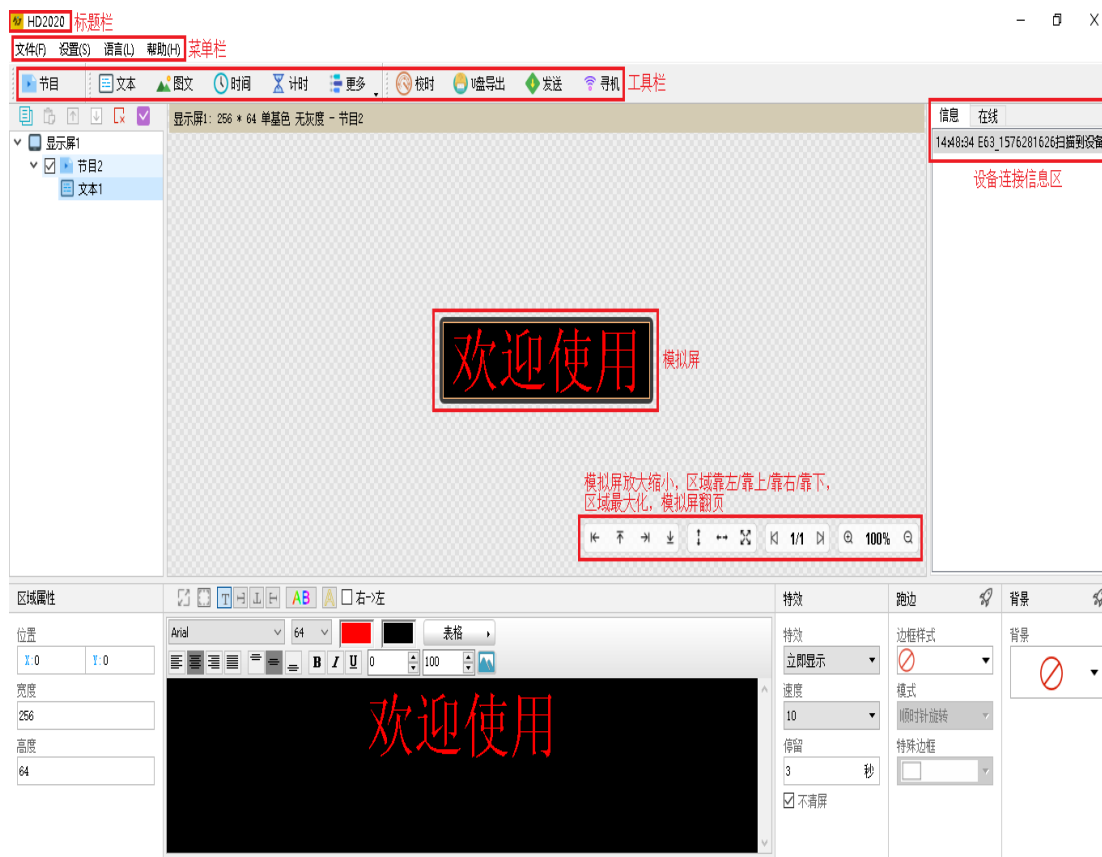 HD2020 标题栏
文件(F) 设置(S) 语言(L) 帮助(H) 菜单栏
节目 文本 图文 时间 计时 更多 校时 U盘导出 发送 寻机 工具栏
显示屏1: 256 * 64 单基色 无灰度 - 节目2
信息 在线
显示屏1
14:48:34 E63_1576281626扫描到设备
节目2
文本1
设备连接信息区
欢迎使用
模拟屏
模拟屏放大缩小, 区域靠左/靠上/靠右/靠下,
区域最大化, 模拟屏翻页
1/1 100%
区域属性
T AB A 右->左
特效
跑边
背景
位置
X:0 Y:0
宽度
256
高度
64
Arial 64 表格
B I U 0 100
欢迎使用
特效
立即显示
速度
10
停留
3 秒
不清屏
边框样式
模式
顺时针旋转
特殊边框
背景